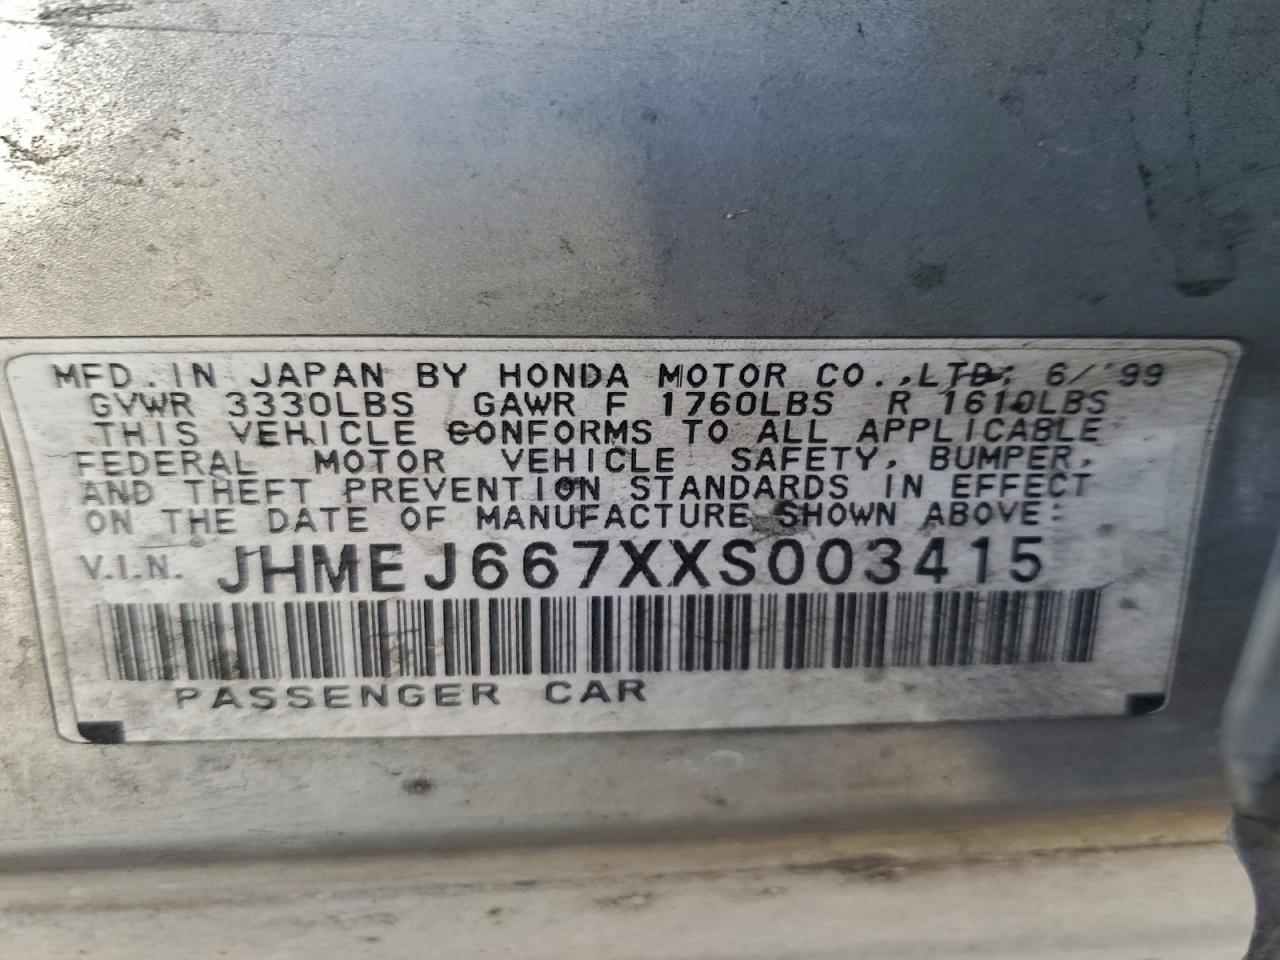 MFD. IN JAPAN BY HONDA MOTOR CO.,LTD. 6/'99
GVWR 3330LBS GAWR F 1760LBS R 1610LBS
THIS VEHICLE CONFORMS TO ALL APPLICABLE
FEDERAL MOTOR VEHICLE SAFETY, BUMPER,
AND THEFT PREVENTION STANDARDS IN EFFECT
ON THE DATE OF MANUFACTURE SHOWN ABOVE.
V.I.N. JHMEJ667XXS003415
PASSENGER CAR